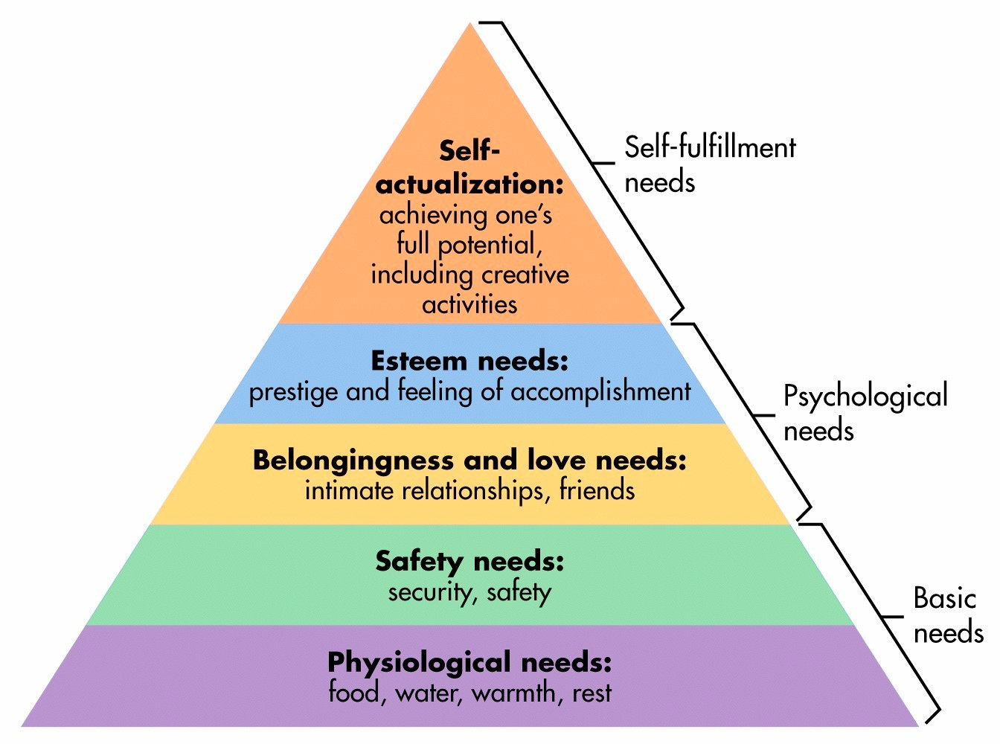 Self-
actualization:
achieving one’s
full potential,
including creative
activities
Self-fulfillment
needs
Esteem needs:
prestige and feeling of accomplishment
Belongingness and love needs:
intimate relationships, friends
Psychological
needs
Safety needs:
security, safety
Physiological needs:
food, water, warmth, rest
Basic
needs